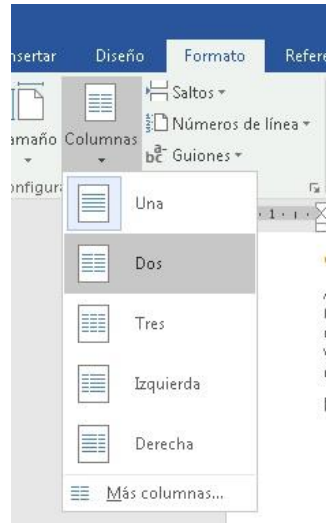 nsertar Diseño Formato Refere
Saltos
Números de línea
amaño Columnas
Guiones
onfigura
1
Una
Dos
Tres
Izquierda
Derecha
Más columnas...